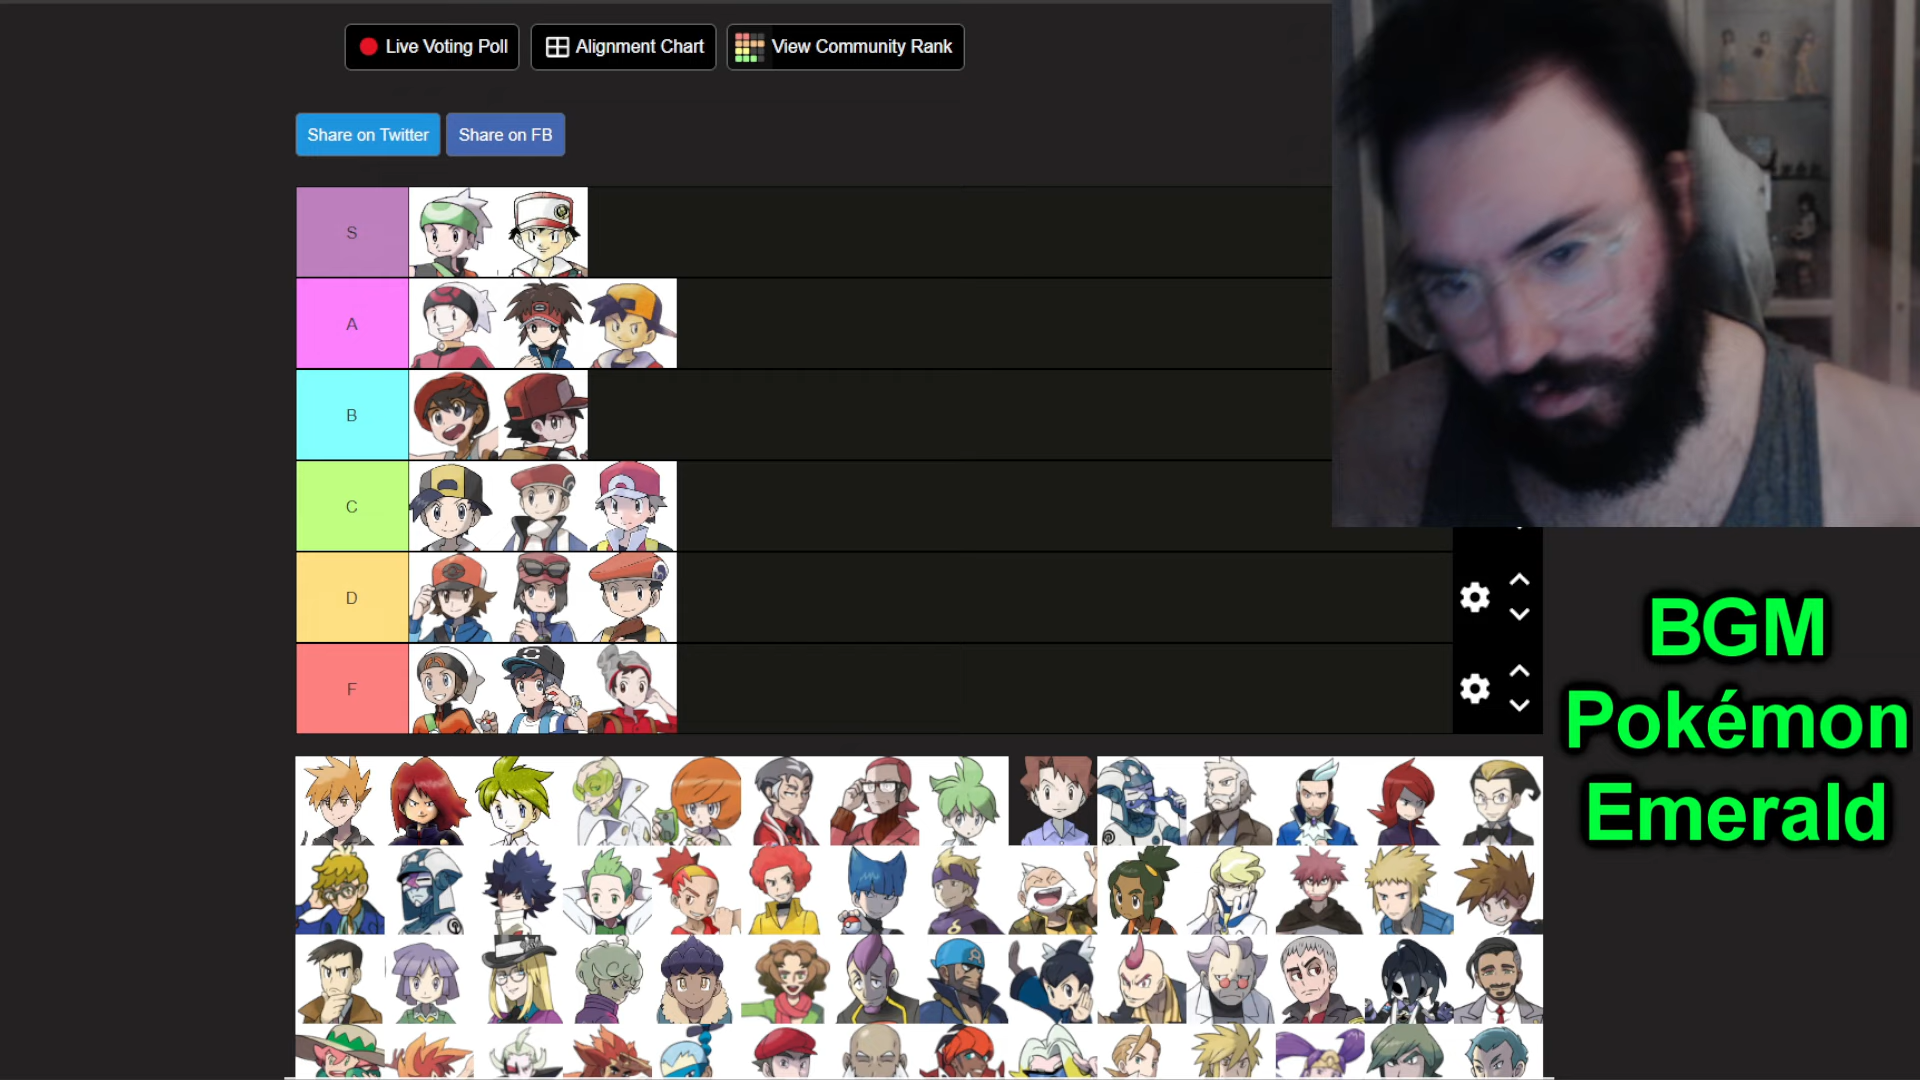 Live Voting Poll
Alignment Chart
View Community Rank
Share on Twitter
Share on FB
S
A
B
C
D
F
BGM
Pokémon
Emerald